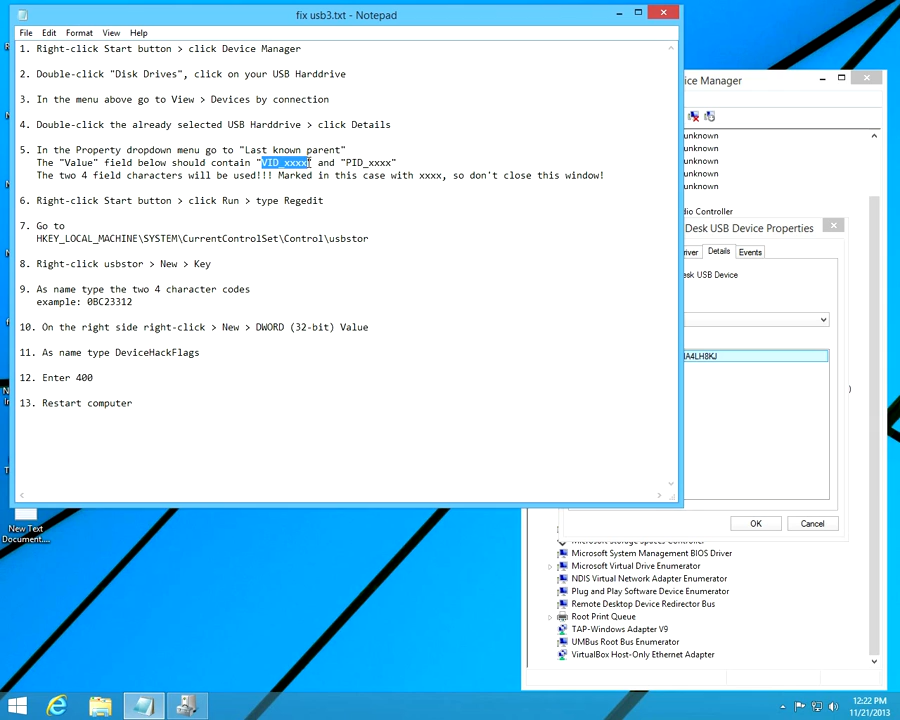 fix usb3.txt - Notepad
File Edit Format View Help
1. Right-click Start button > click Device Manager
2. Double-click "Disk Drives", click on your USB Harddrive
3. In the menu above go to View > Devices by connection
4. Double-click the already selected USB Harddrive > click Details
5. In the Property dropdown menu go to "Last known parent"
The "Value" field below should contain "VID_xxxx" and "PID_xxxx"
The two 4 field characters will be used!!! Marked in this case with xxxx, so don't close this window!
6. Right-click Start button > click Run > type Regedit
7. Go to
HKEY_LOCAL_MACHINE\SYSTEM\CurrentControlSet\Control\usbstor
8. Right-click usbstor > New > Key
9. As name type the two 4 character codes
example: 0BC23312
10. On the right side right-click > New > DWORD (32-bit) Value
11. As name type DeviceHackFlags
12. Enter 400
13. Restart computer
ce Manager
unknown
unknown
unknown
unknown
unknown
dio Controller
Desk USB Device Properties
river Details Events
esk USB Device
NA4LH8KJ
OK Cancel
Microsoft Storage Spaces Controller
Microsoft System Management BIOS Driver
Microsoft Virtual Drive Enumerator
NDIS Virtual Network Adapter Enumerator
Plug and Play Software Device Enumerator
Remote Desktop Device Redirector Bus
Root Print Queue
TAP-Windows Adapter V9
UMBus Root Bus Enumerator
VirtualBox Host-Only Ethernet Adapter
New Text
Document....
12:22 PM
11/21/2013